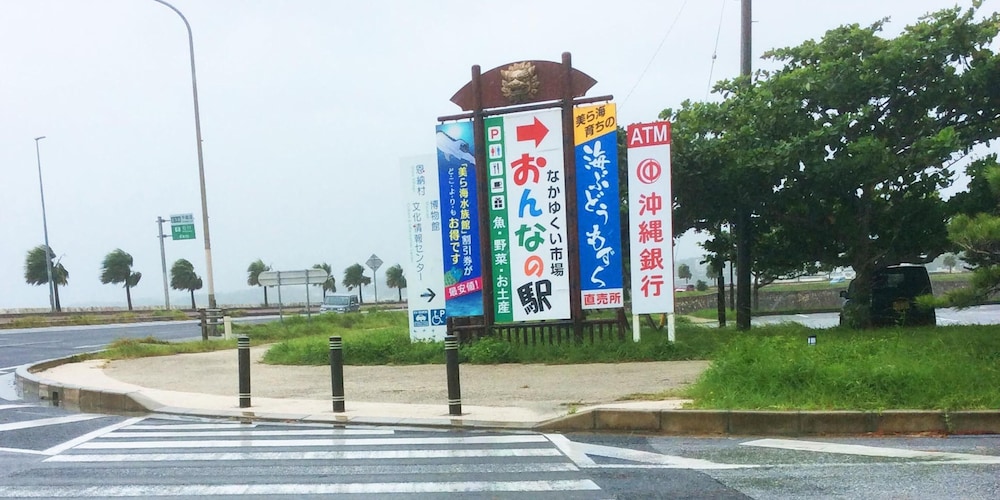 恩納村
博物館
文化情報センター
「美ら海水族館」割引券が
どこよりもお得です
最安値!
P
魚・野菜・お土産
おんなの駅
なかゆくい市場
美ら海
育ちの
海ぶどうもずく
直売所
ATM
沖縄銀行